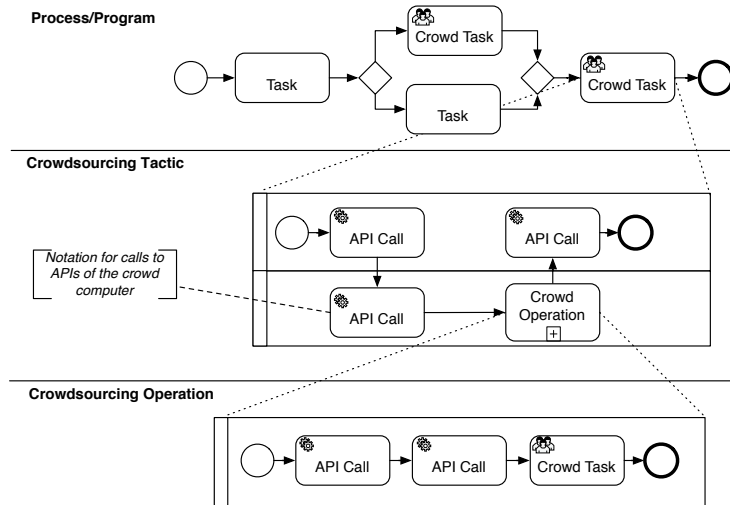 Process/Program
Crowd Task
Task
Crowd Task
Task
Crowdsourcing Tactic
API Call
API Call
Notation for calls to
APIs of the crowd
computer
API Call
Crowd
Operation
Crowdsourcing Operation
API Call
API Call
Crowd Task